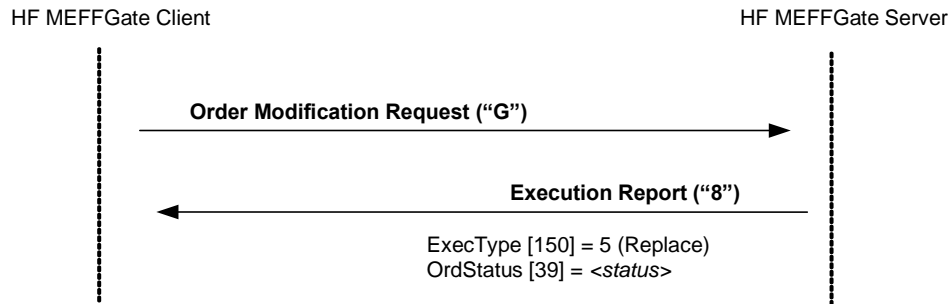 HF MEFFGate Client
HF MEFFGate Server
Order Modification Request (“G”)
Execution Report (“8”)
ExecType [150] = 5 (Replace)
OrdStatus [39] = <status>